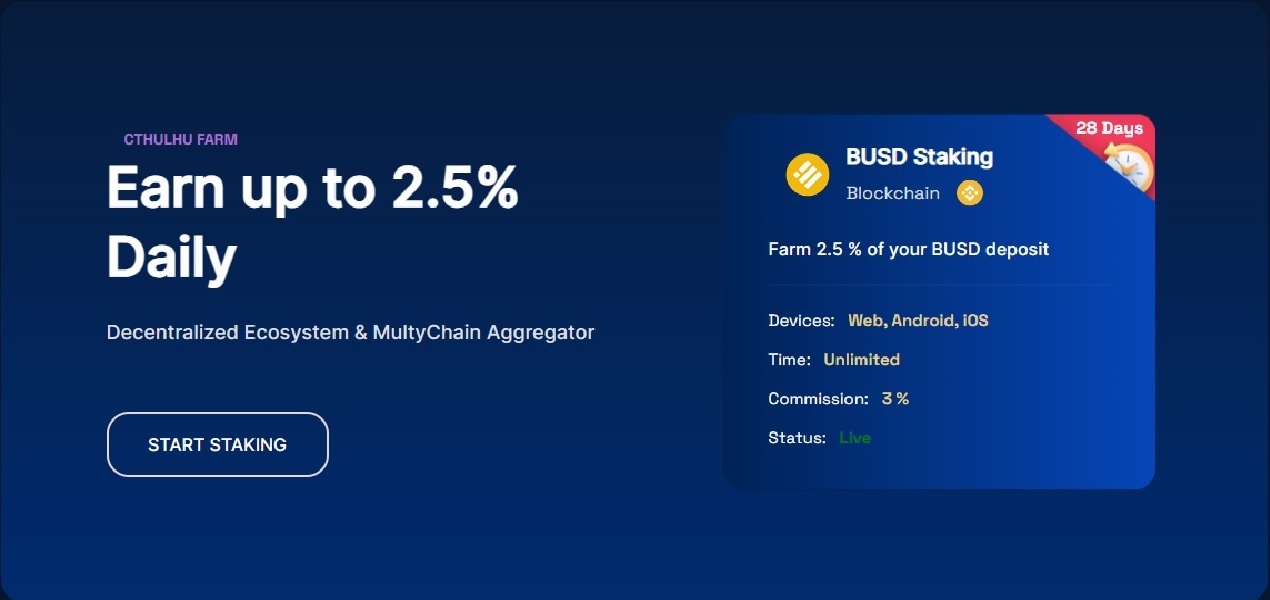 CTHULHU FARM
Earn up to 2.5%
Daily
Decentralized Ecosystem & MultyChain Aggregator
START STAKING
28 Days
BUSD Staking
Blockchain
Farm 2.5 % of your BUSD deposit
Devices: Web, Android, iOS
Time: Unlimited
Commission: 3 %
Status: Live